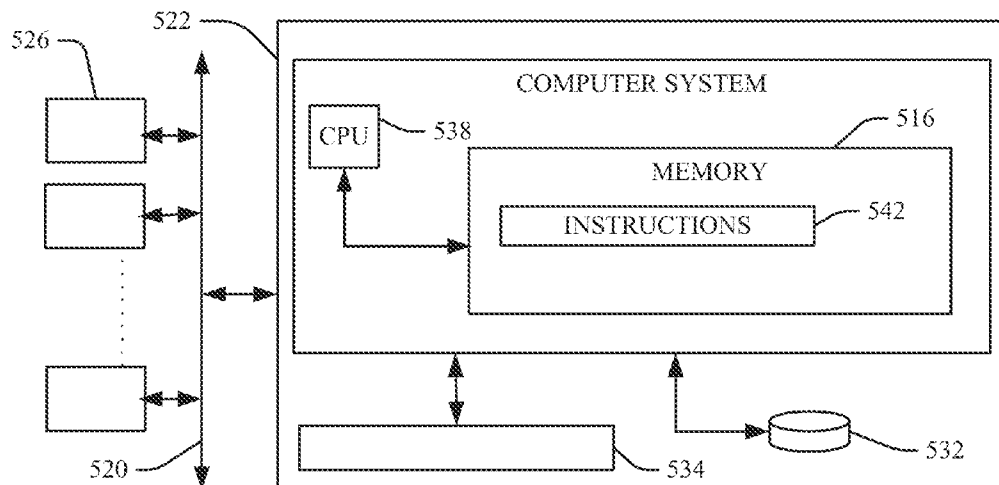 522
526
COMPUTER SYSTEM
CPU
538
516
MEMORY
INSTRUCTIONS
542
520
534
532